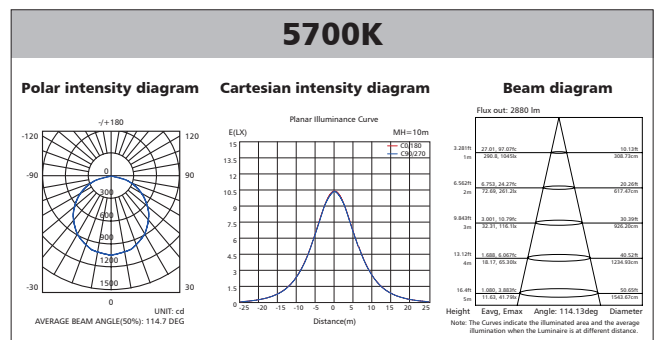 5700K
Polar intensity diagram
Cartesian intensity diagram
Beam diagram
-/+180
-120
120
-90
90
-30
30
0
0
300
600
900
1200
1500
UNIT: cd
AVERAGE BEAM ANGLE(50%): 114.7 DEG
Planar Illuminance Curve
E(LX)
MH=10m
C0/180
C90/270
15
13.5
12
10.5
9
7.5
6
4.5
3
1.5
0
-25 -20 -15 -10 -5 0 5 10 15 20 25
Distance(m)
Flux out: 2880 lm
3.281ft 27.01, 97.07fc 10.13ft
1m 290.8, 1045lx 308.73cm
6.562ft 6.753, 24.27fc 20.26ft
2m 72.69, 261.2lx 617.47cm
9.843ft 3.001, 10.79fc 30.39ft
3m 32.31, 116.1lx 926.20cm
13.12ft 1.688, 6.067fc 40.52ft
4m 18.17, 65.30lx 1234.93cm
16.4ft 1.080, 3.883fc 50.65ft
5m 11.63, 41.79lx 1543.67cm
Height Eavg, Emax Angle: 114.13deg Diameter
Note: The Curves indicate the illuminated area and the average
illumination when the Luminaire is at different distance.